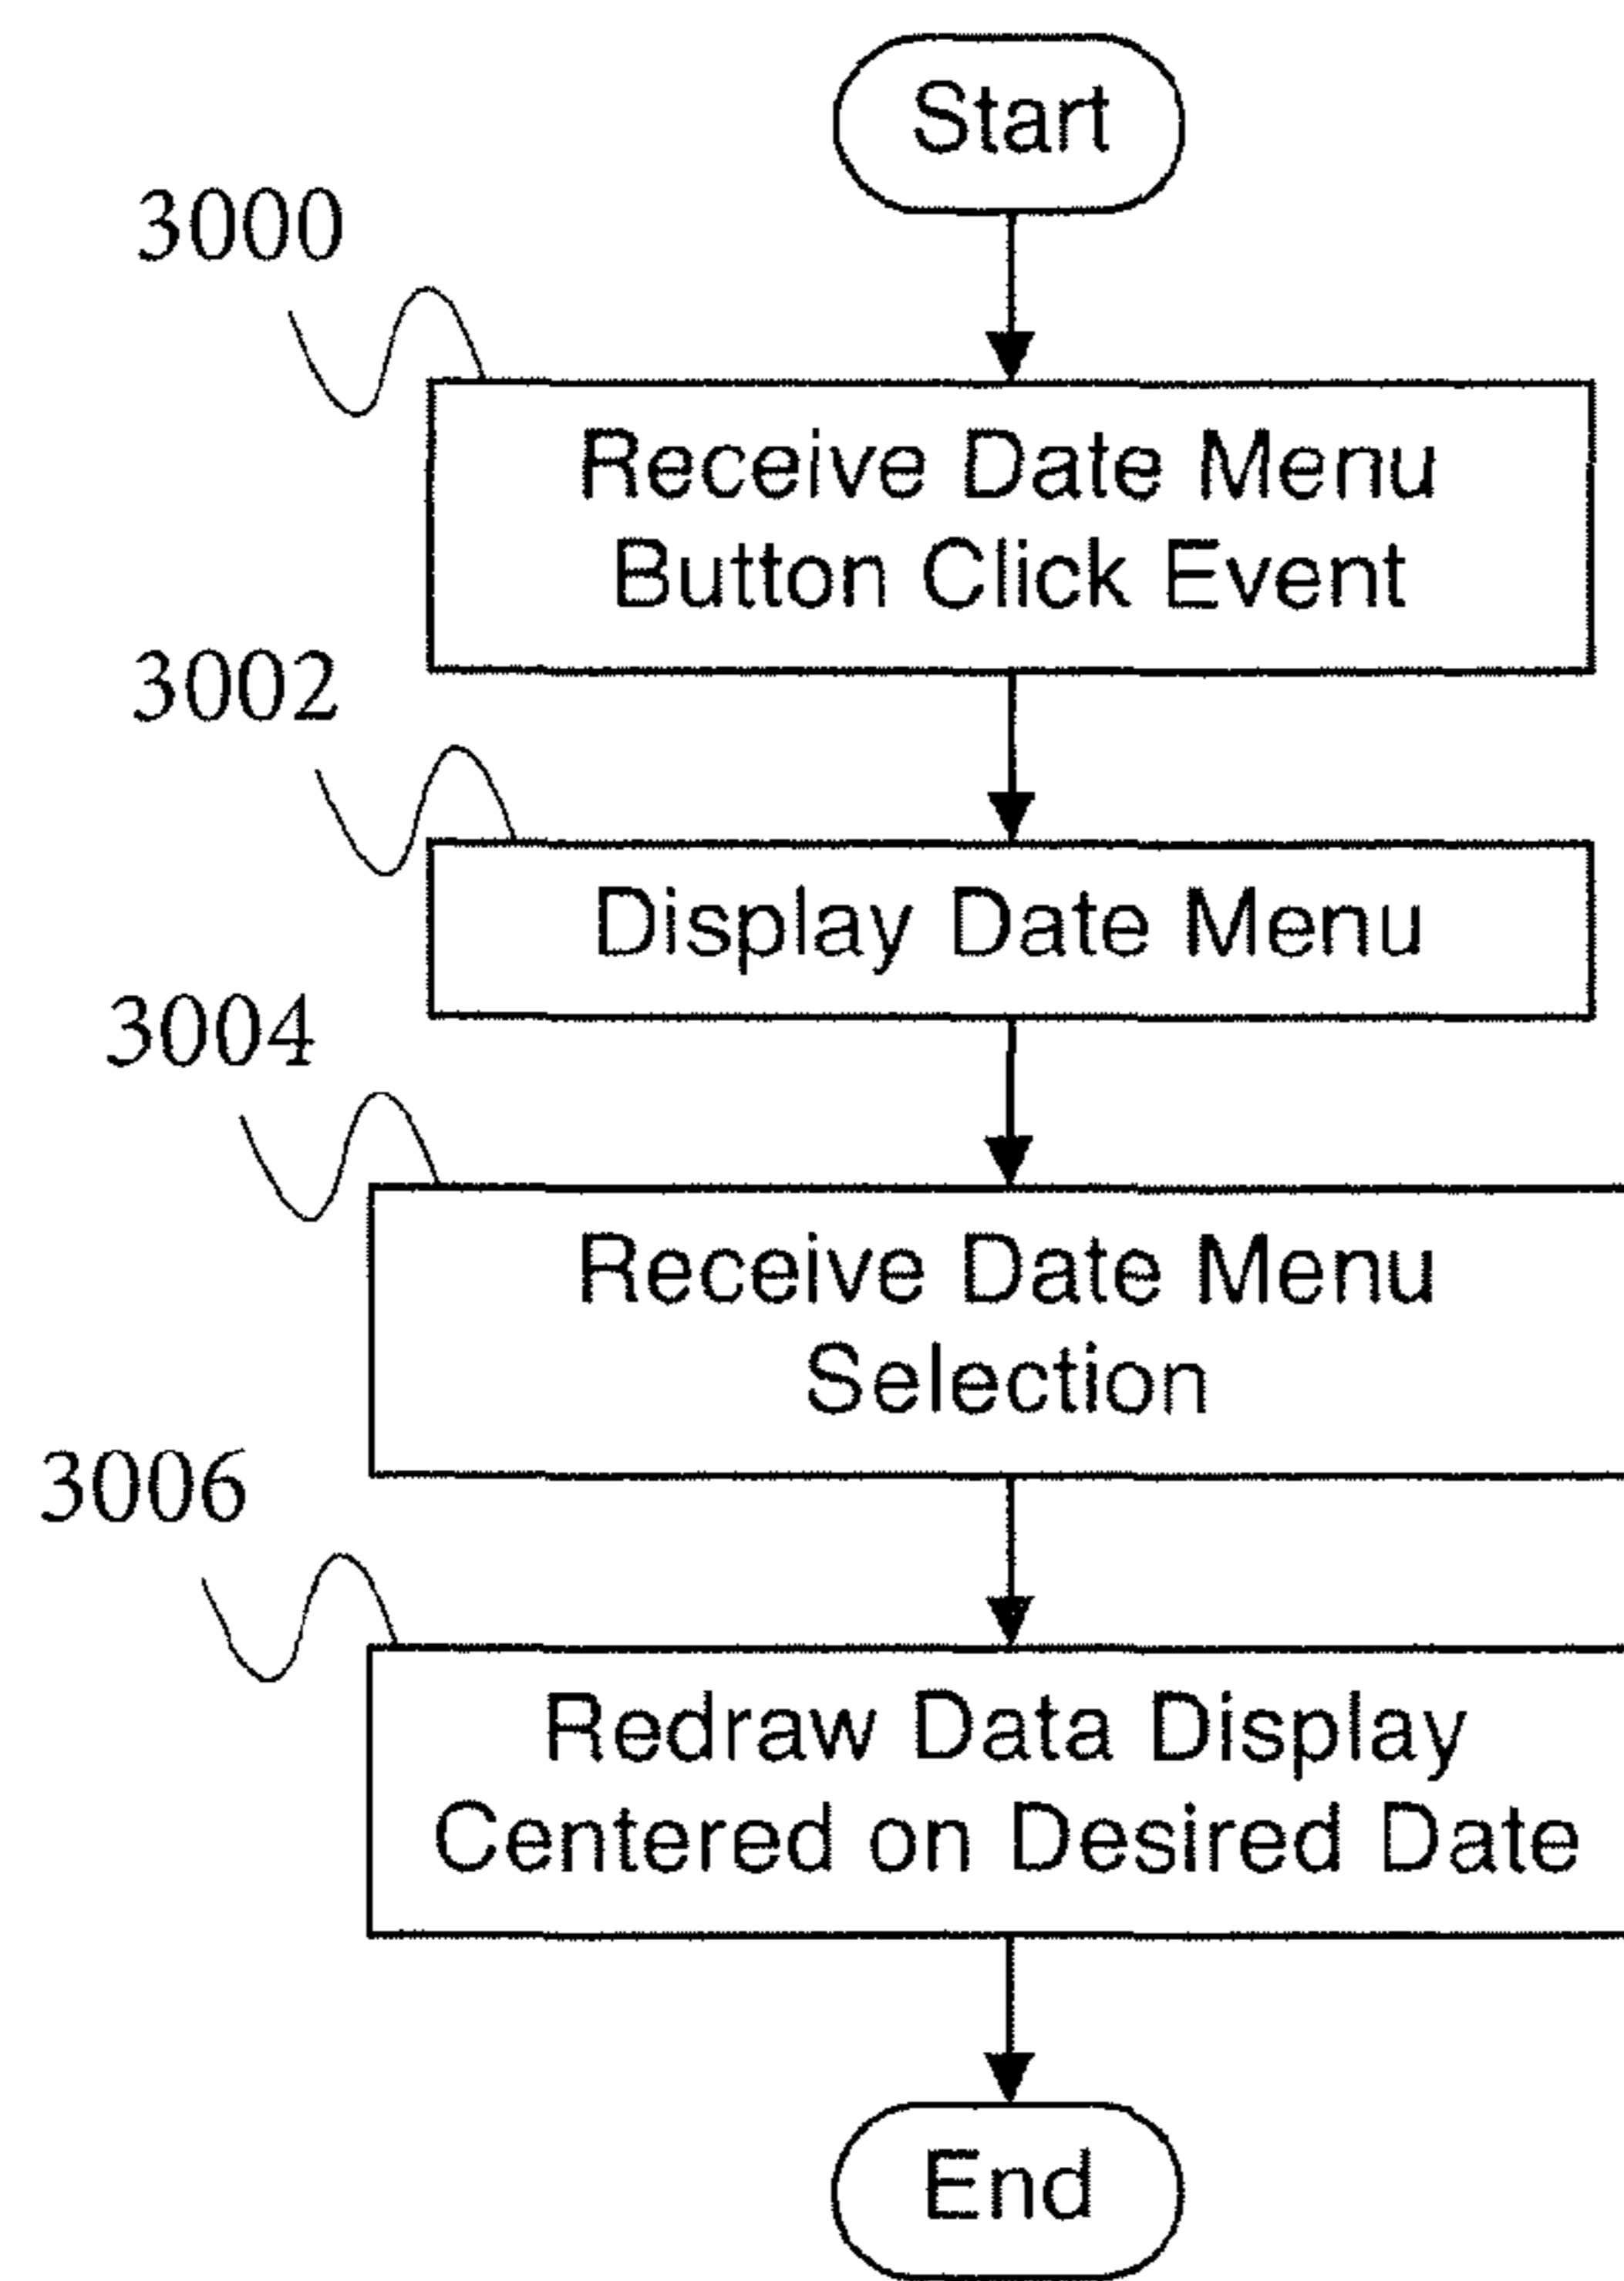 Start
3000
Receive Date Menu
Button Click Event
3002
Display Date Menu
3004
Receive Date Menu
Selection
3006
Redraw Data Display
Centered on Desired Date
End